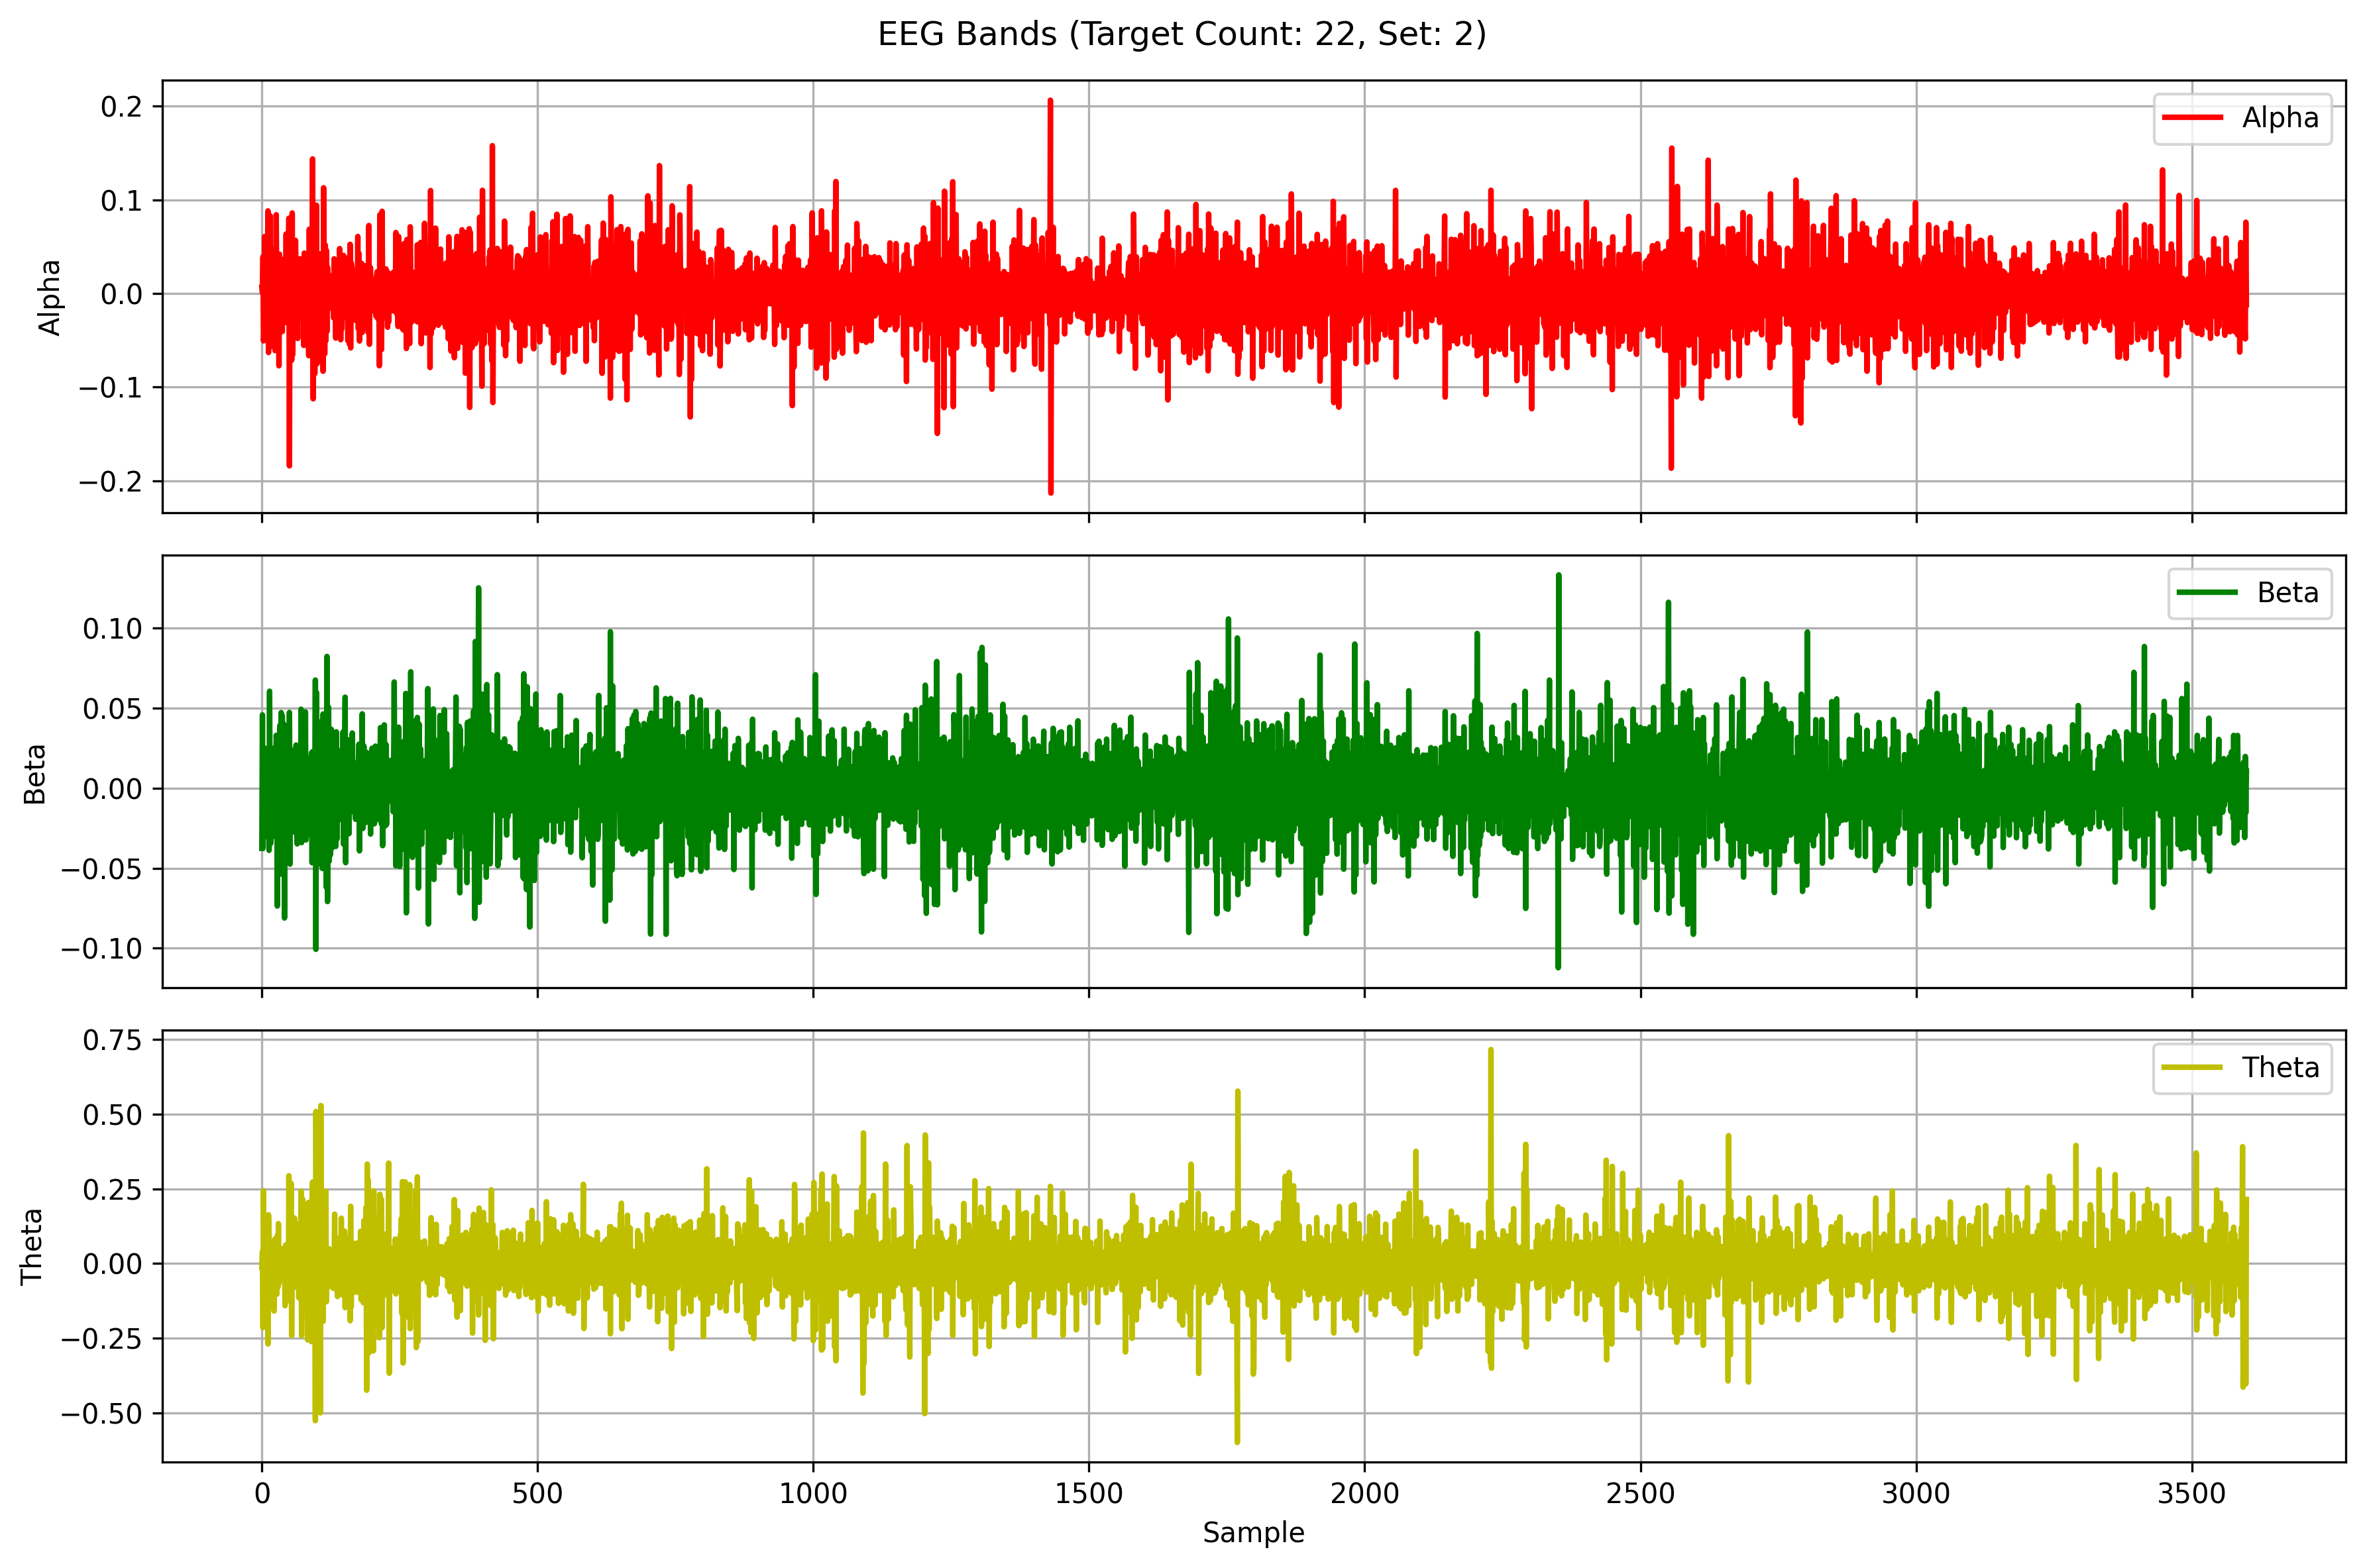 EEG Bands (Target Count: 22, Set: 2)
0.2
0.1
0.0
−0.1
−0.2
Alpha
Alpha
0.10
0.05
0.00
−0.05
−0.10
Beta
Beta
0.75
0.50
0.25
0.00
−0.25
−0.50
Theta
Theta
0 500 1000 1500 2000 2500 3000 3500
Sample